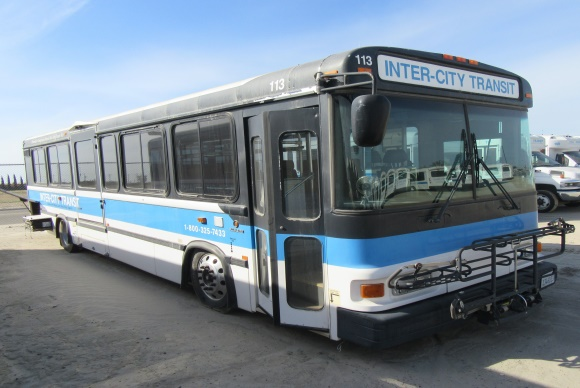 113
113
INTER-CITY TRANSIT
INTER-CITY TRANSIT
1-800-325-7433